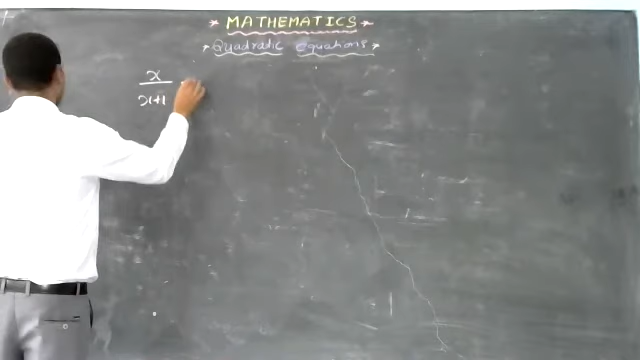 * MATHEMATICS *
* Quadratic Equations *
x
x+1